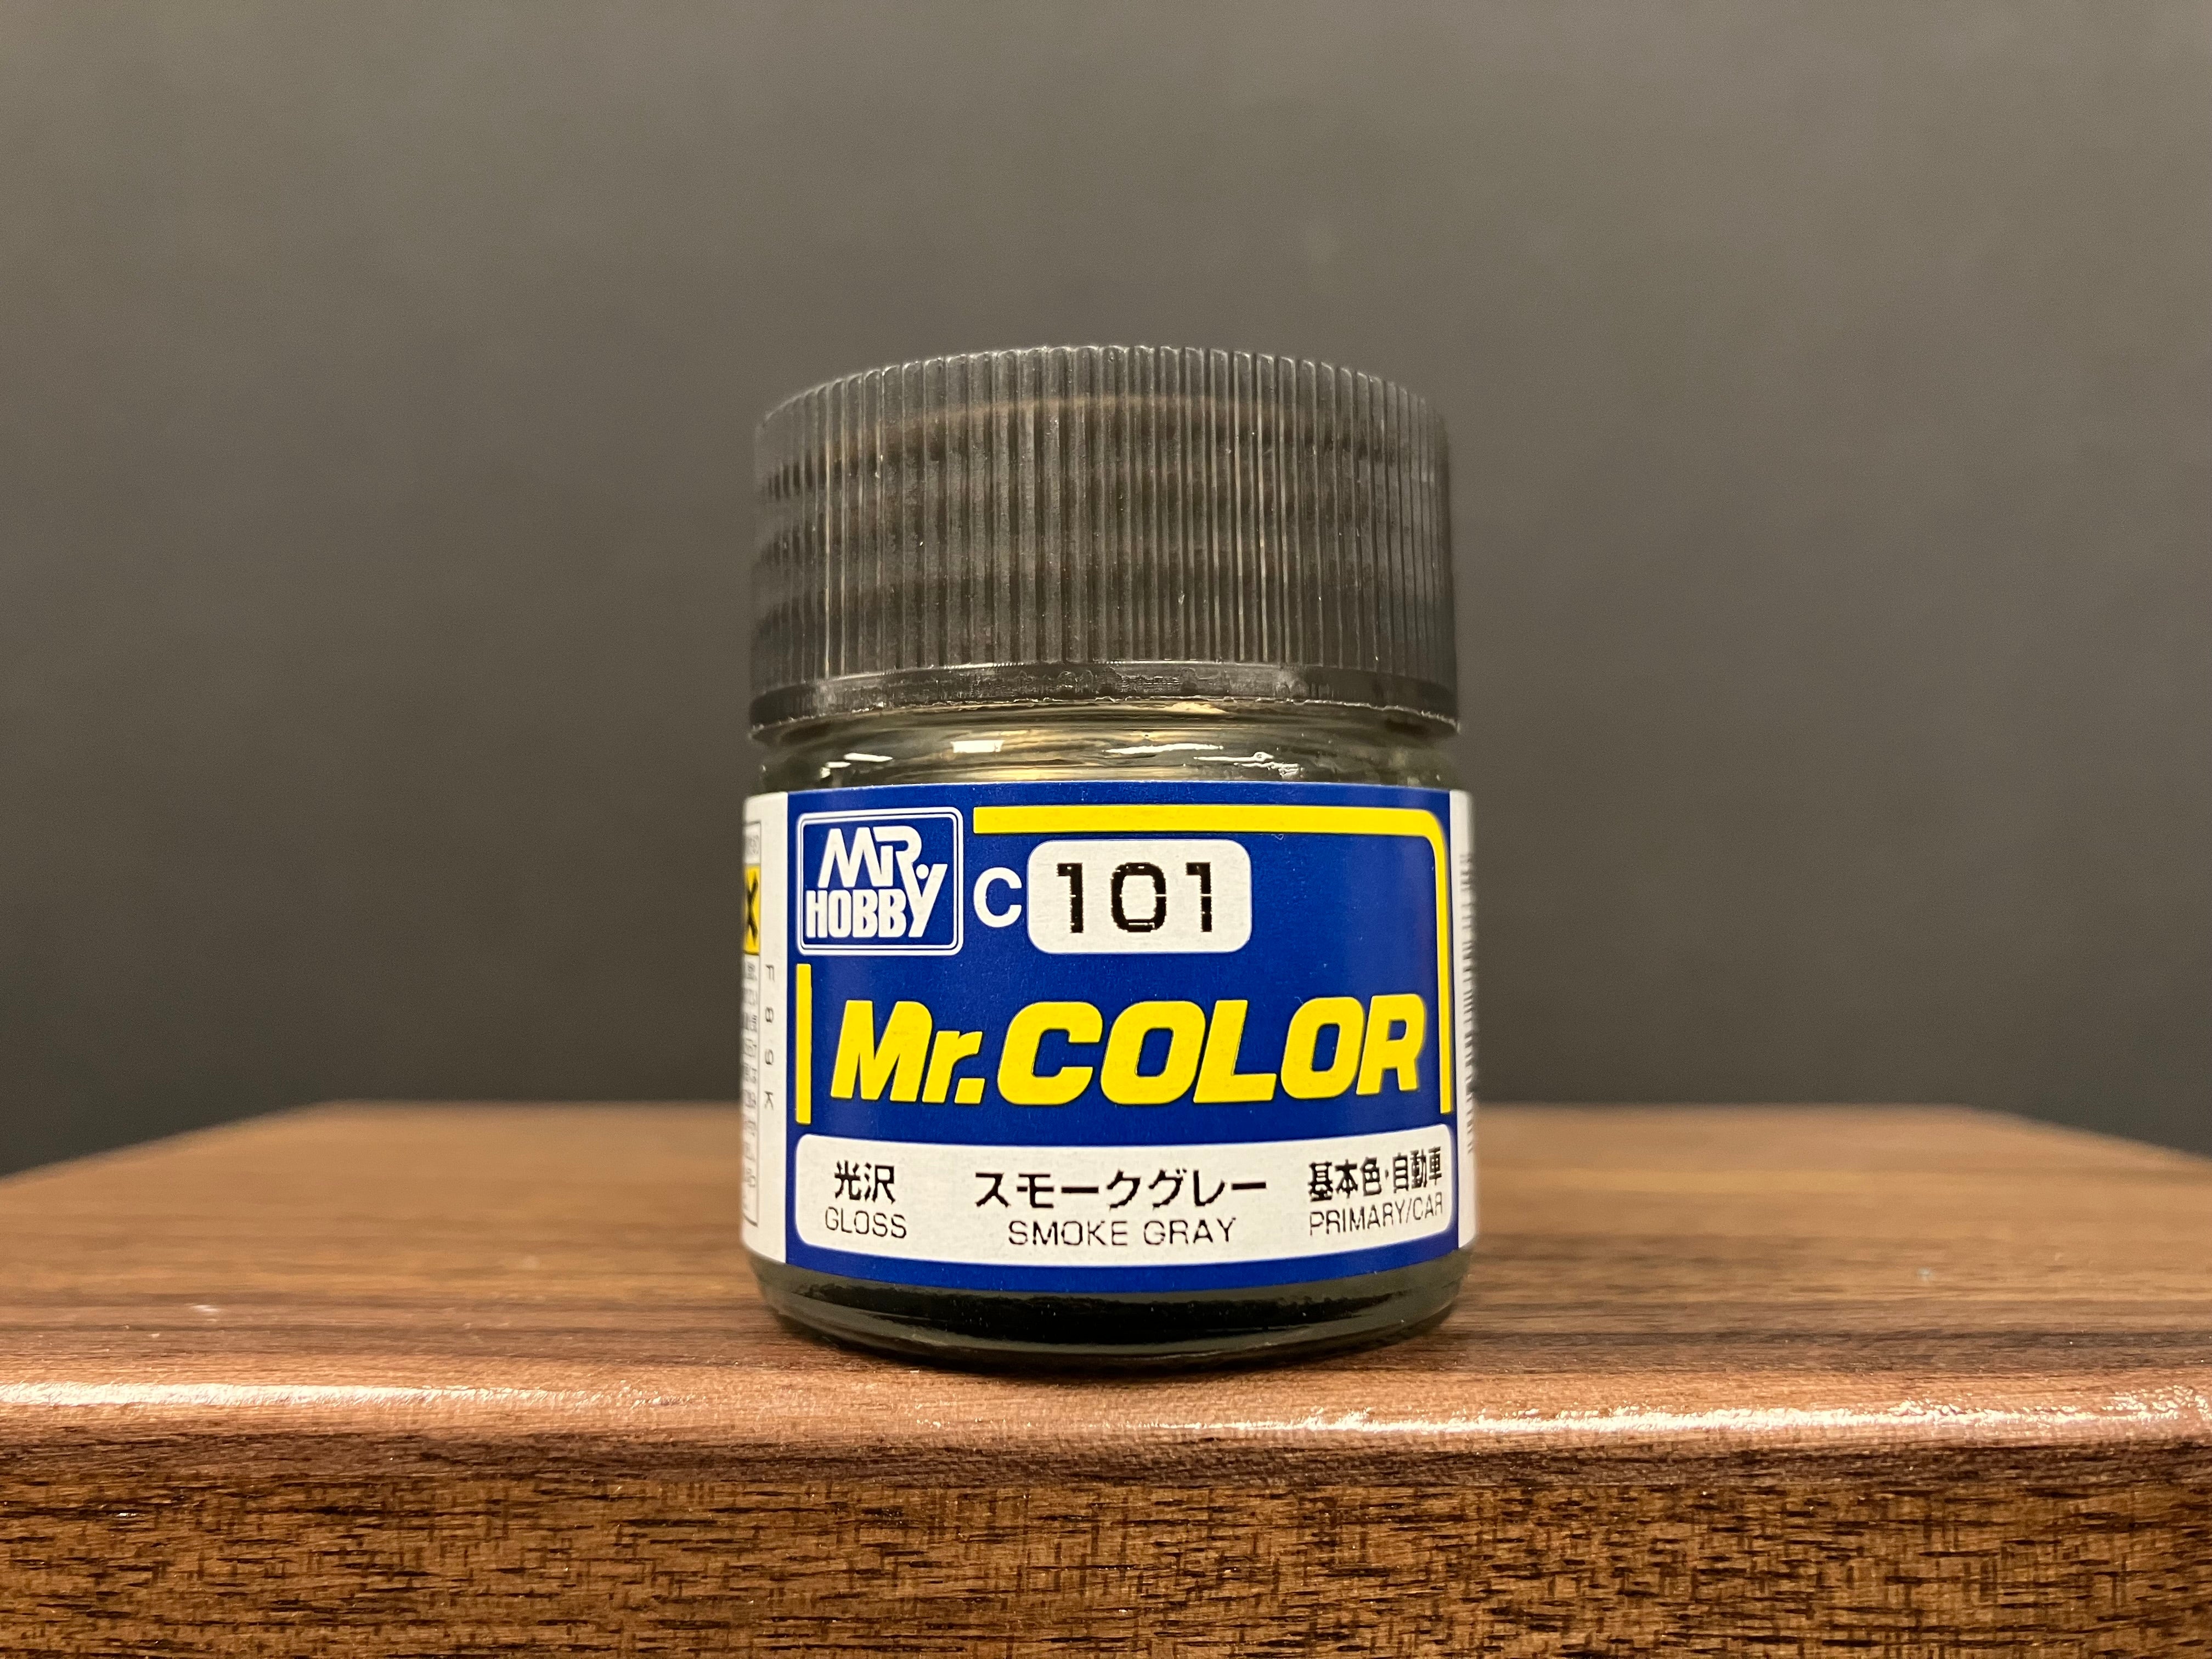 MR. HOBBY
C 101
Mr.COLOR
光沢 スモークグレー 基本色・自動車
GLOSS SMOKE GRAY PRIMARY/CAR